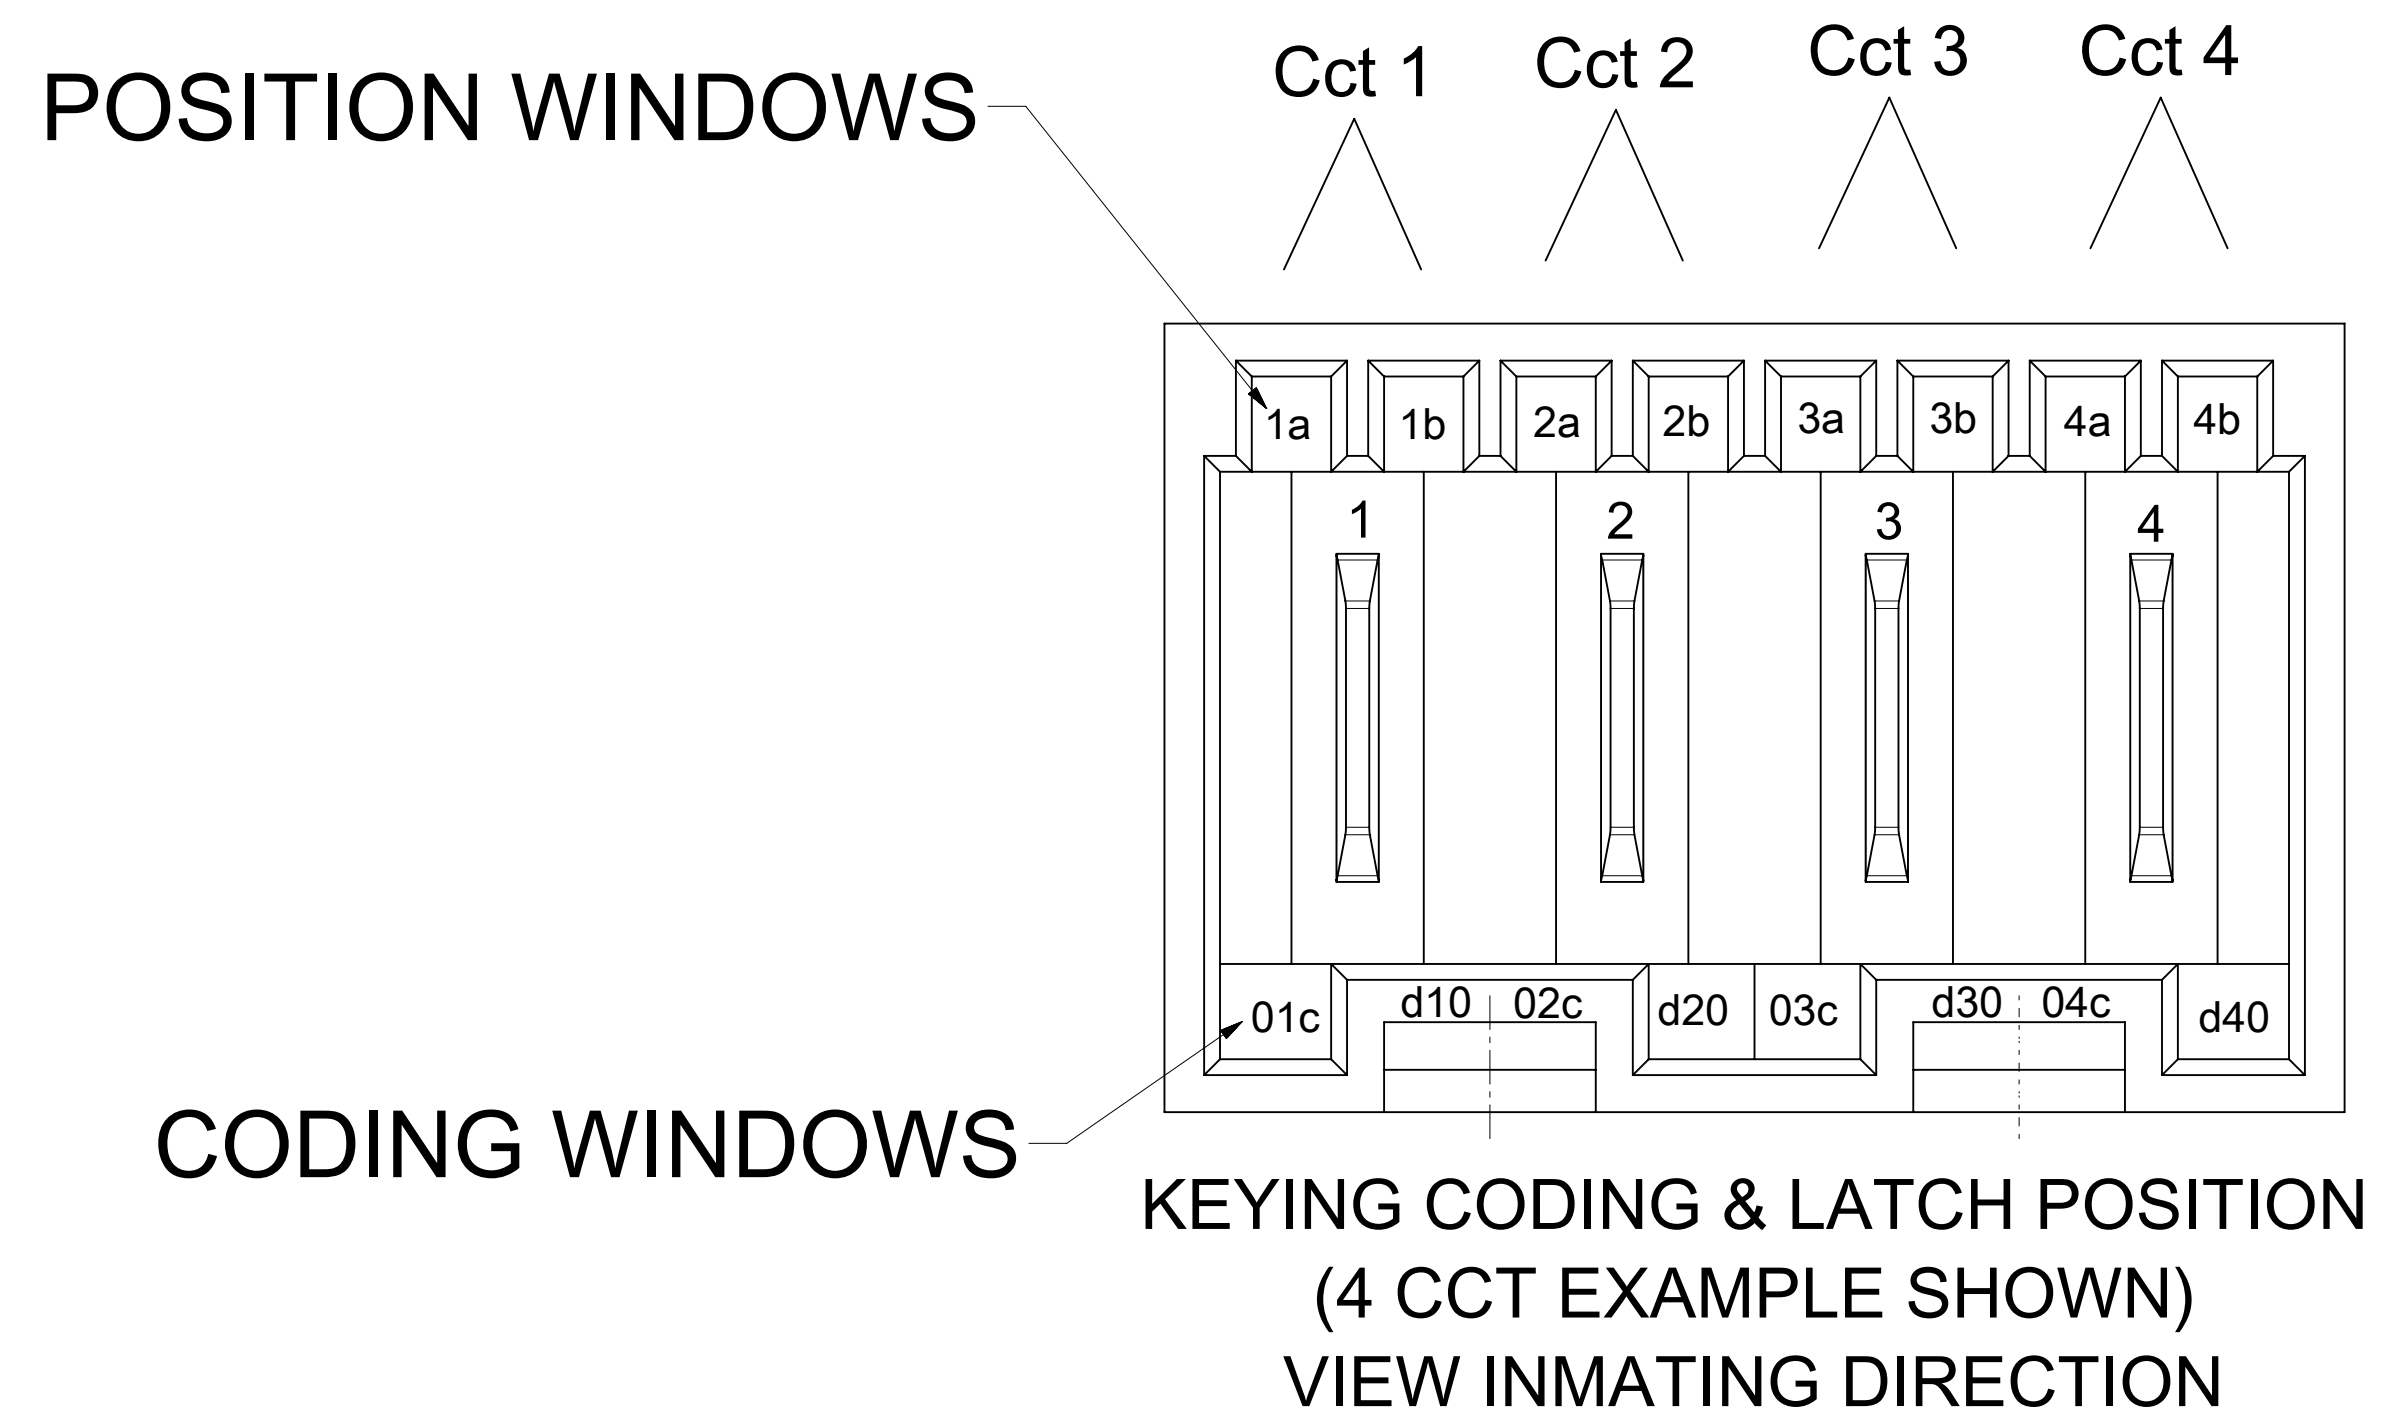 Cct 1 Cct 2 Cct 3 Cct 4
POSITION WINDOWS
1a 1b 2a 2b 3a 3b 4a 4b
1 2 3 4
01c d10 02c d20 03c d30 04c d40
CODING WINDOWS
KEYING CODING & LATCH POSITION
(4 CCT EXAMPLE SHOWN)
VIEW INMATING DIRECTION